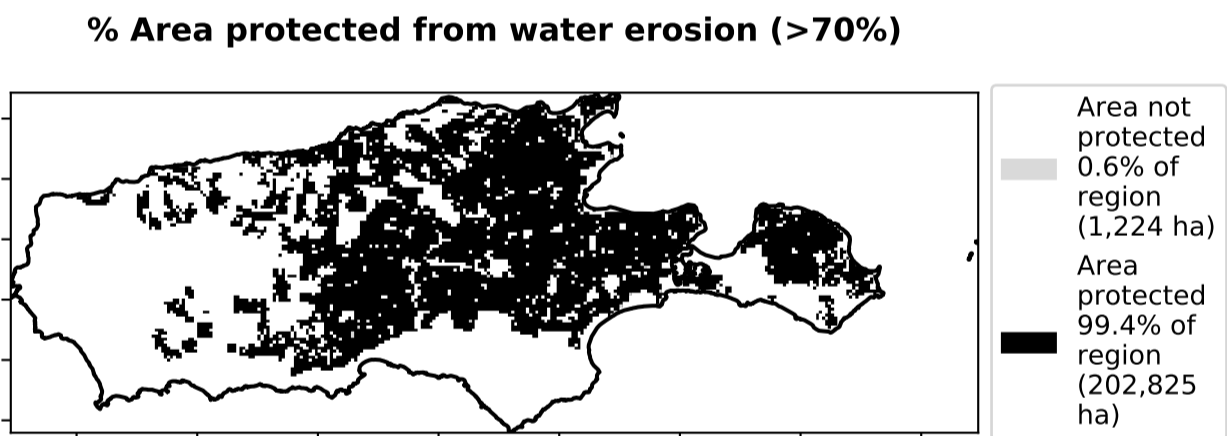 % Area protected from water erosion (>70%)
Area not
protected
0.6% of
region
(1,224 ha)
Area
protected
99.4% of
region
(202,825
ha)